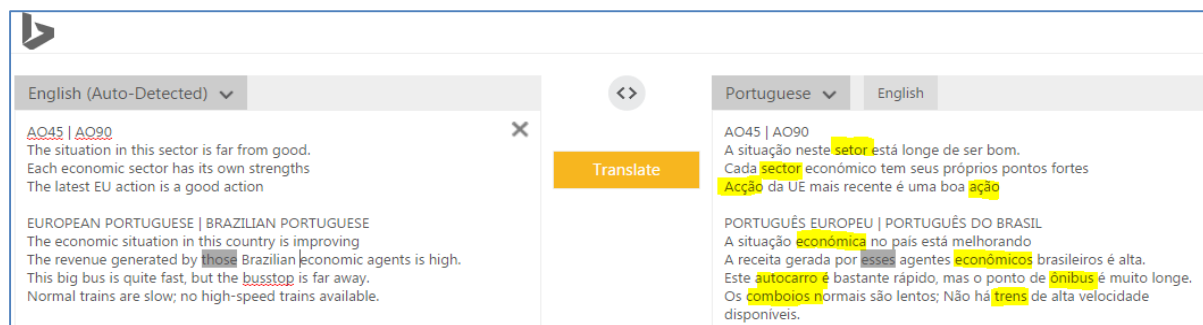 English (Auto-Detected)
AO45 | AO90
The situation in this sector is far from good.
Each economic sector has its own strengths
The latest EU action is a good action
EUROPEAN PORTUGUESE | BRAZILIAN PORTUGUESE
The economic situation in this country is improving
The revenue generated by those Brazilian economic agents is high.
This big bus is quite fast, but the busstop is far away.
Normal trains are slow; no high-speed trains available.
Translate
Portuguese English
AO45 | AO90
A situação neste setor está longe de ser bom.
Cada sector económico tem seus próprios pontos fortes
Acção da UE mais recente é uma boa ação
PORTUGUÊS EUROPEU | PORTUGUÊS DO BRASIL
A situação económica no país está melhorando
A receita gerada por esses agentes econômicos brasileiros é alta.
Este autocarro é bastante rápido, mas o ponto de ônibus é muito longe.
Os comboios normais são lentos; Não há trens de alta velocidade
disponíveis.